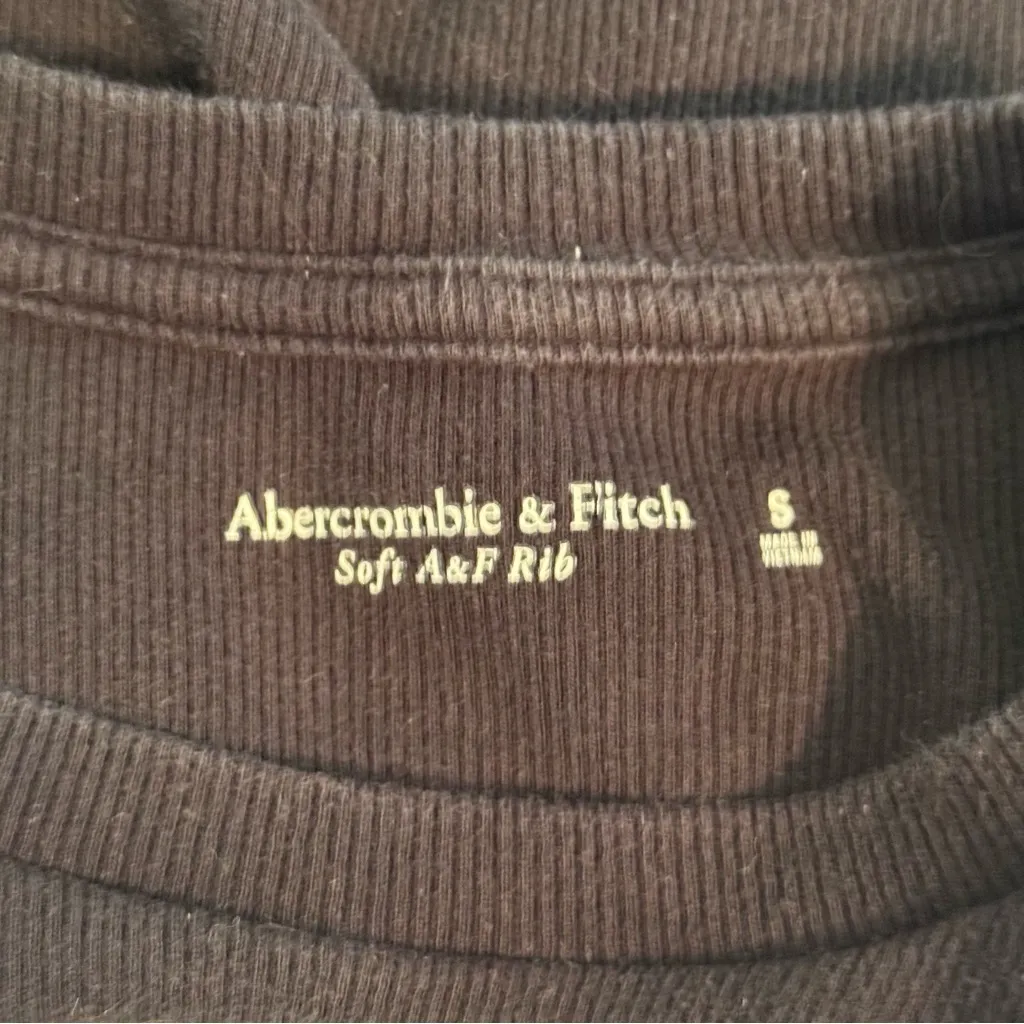 Abercrombie & Fitch
Soft A&F Rib
S
MADE IN
VIETNAM